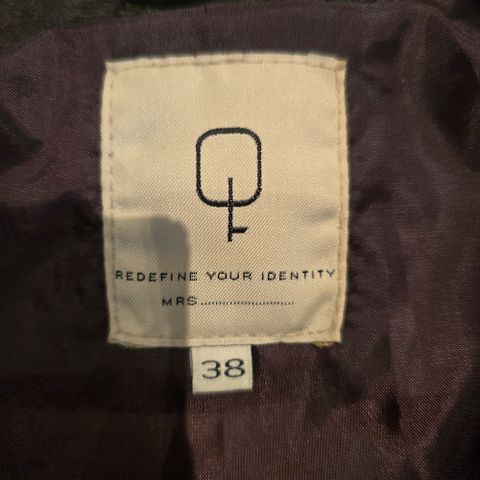 REDEFINE YOUR IDENTITY
MRS..............................
38